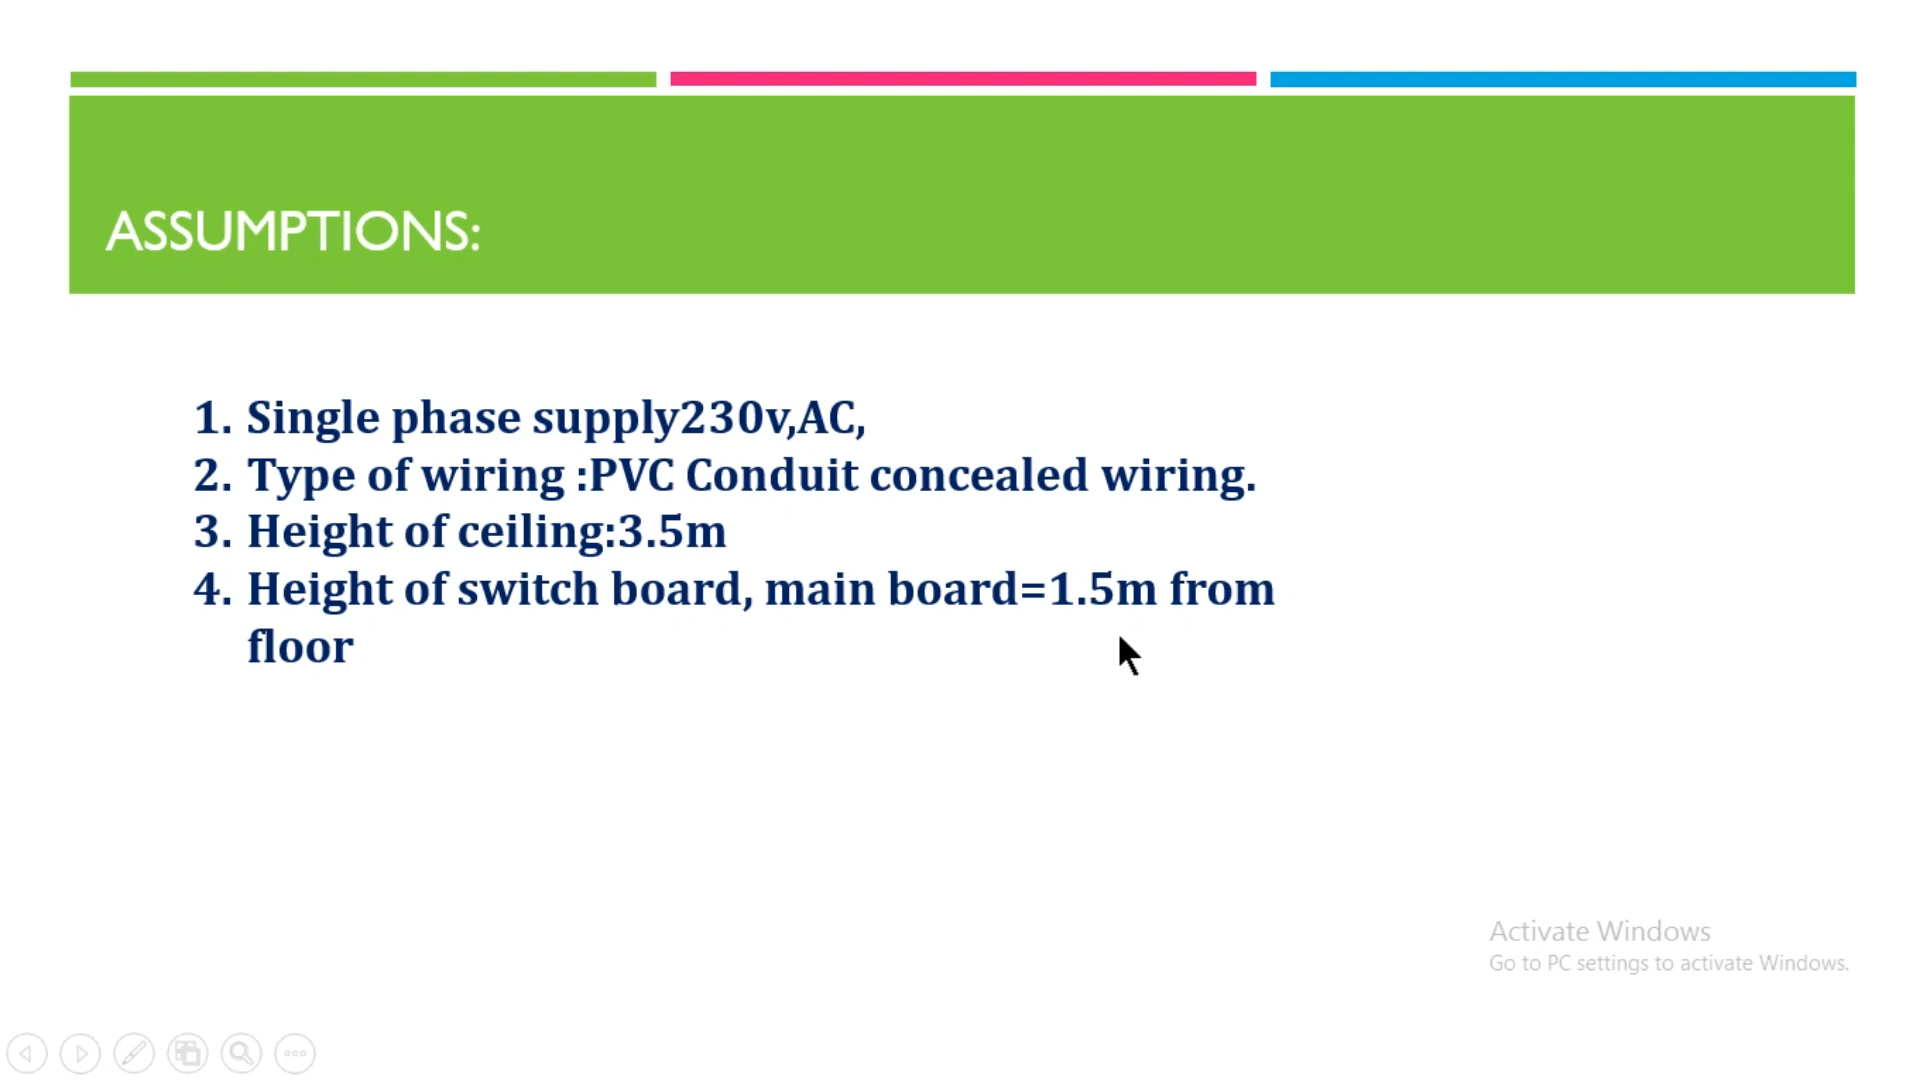 ASSUMPTIONS:
1. Single phase supply230v,AC,
2. Type of wiring :PVC Conduit concealed wiring.
3. Height of ceiling:3.5m
4. Height of switch board, main board=1.5m from
floor
Activate Windows
Go to PC settings to activate Windows.